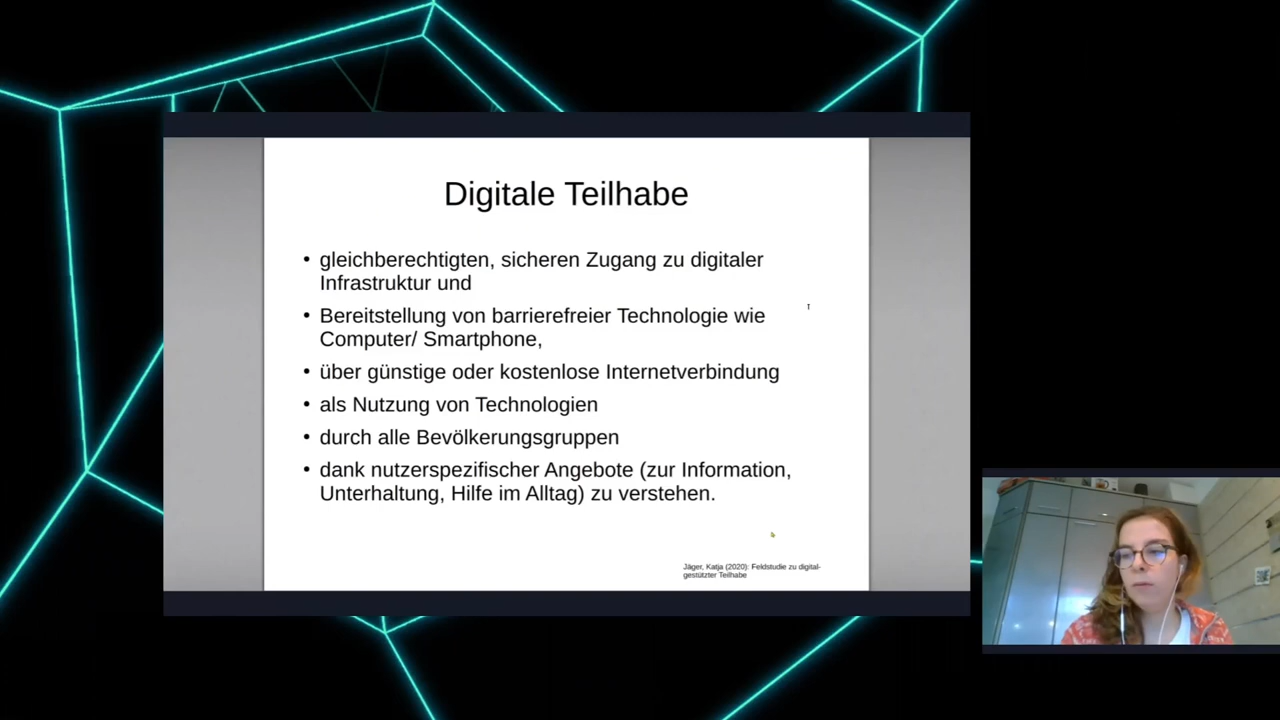 Digitale Teilhabe
• gleichberechtigten, sicheren Zugang zu digitaler
Infrastruktur und
• Bereitstellung von barrierefreier Technologie wie
Computer/ Smartphone,
• über günstige oder kostenlose Internetverbindung
• als Nutzung von Technologien
• durch alle Bevölkerungsgruppen
• dank nutzerspezifischer Angebote (zur Information,
Unterhaltung, Hilfe im Alltag) zu verstehen.
Jäger, Katja (2020): Feldstudie zu digital-
gestützter Teilhabe